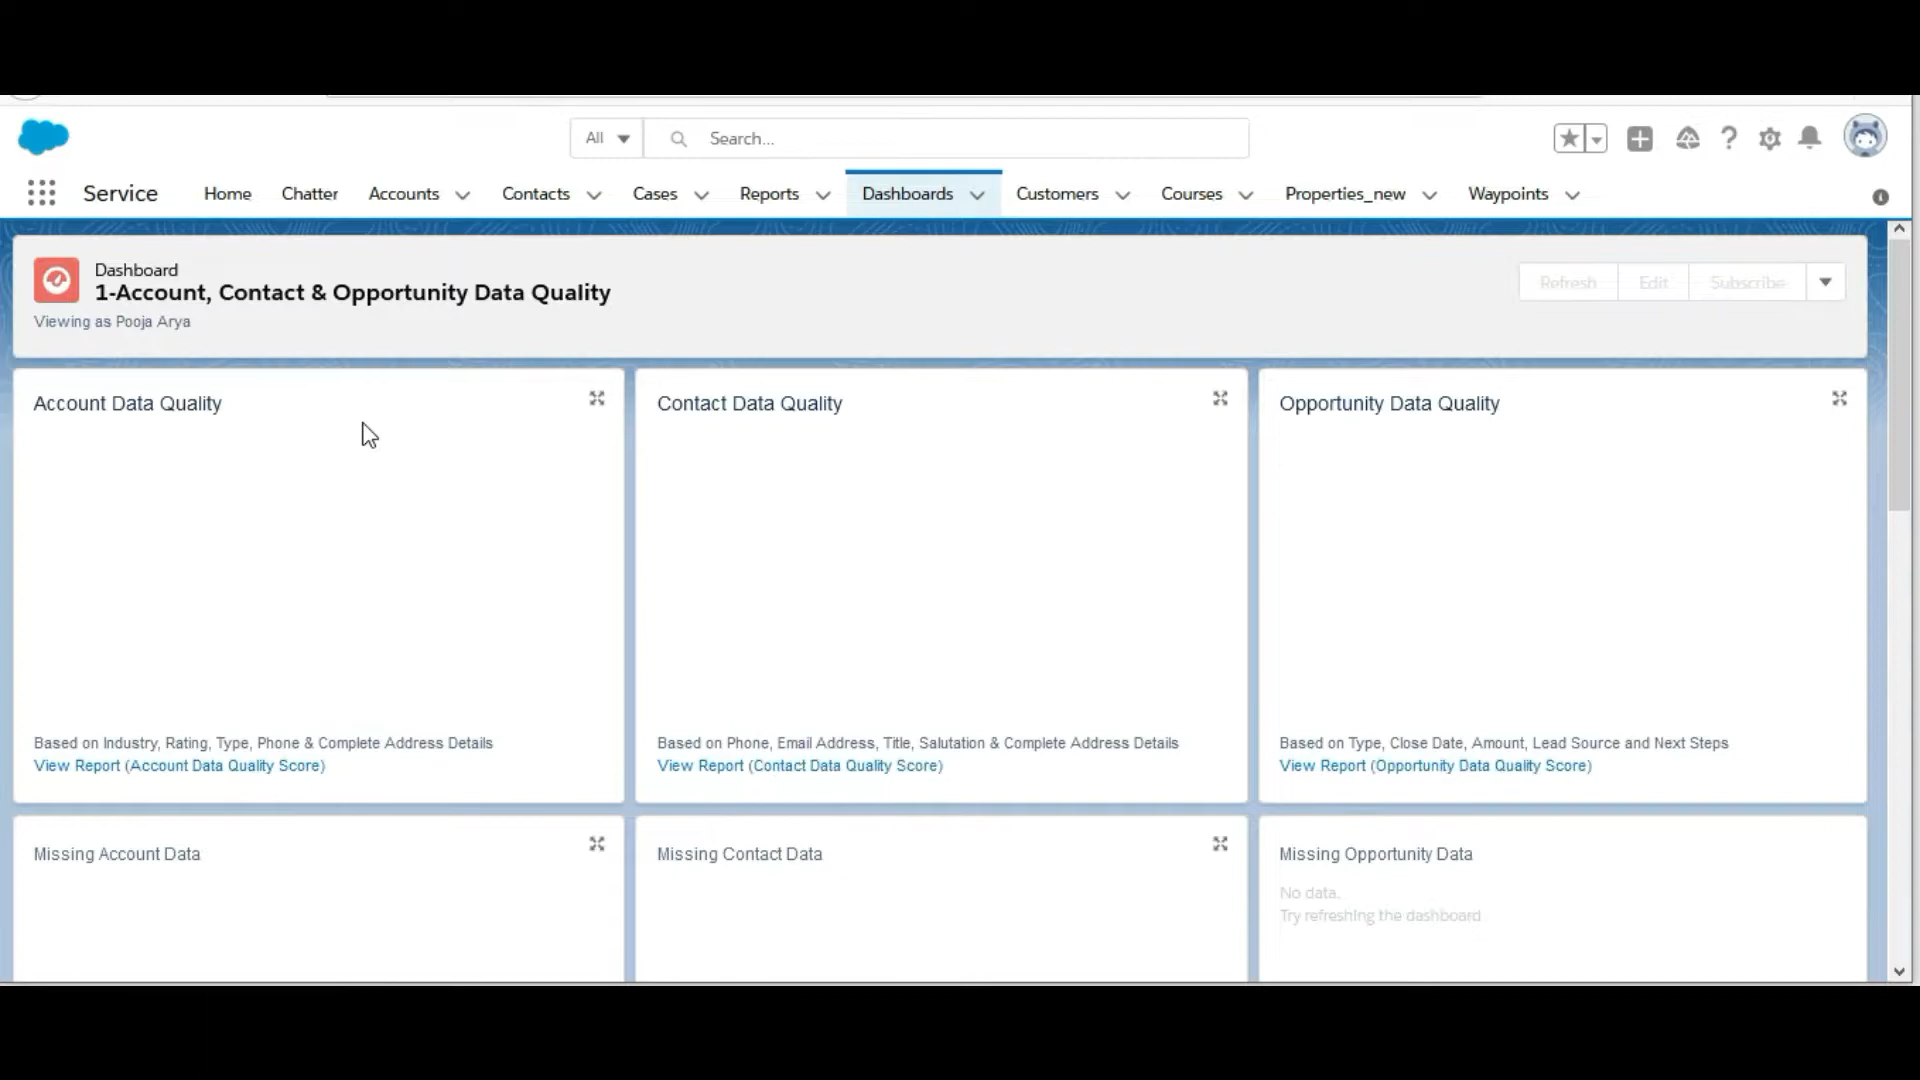 All
Search...
Service
Home
Chatter
Accounts
Contacts
Cases
Reports
Dashboards
Customers
Courses
Properties_new
Waypoints
Dashboard
1-Account, Contact & Opportunity Data Quality
Viewing as Pooja Arya
Refresh
Edit
Subscribe
Account Data Quality
Based on Industry, Rating, Type, Phone & Complete Address Details
View Report (Account Data Quality Score)
Contact Data Quality
Based on Phone, Email Address, Title, Salutation & Complete Address Details
View Report (Contact Data Quality Score)
Opportunity Data Quality
Based on Type, Close Date, Amount, Lead Source and Next Steps
View Report (Opportunity Data Quality Score)
Missing Account Data
Missing Contact Data
Missing Opportunity Data
No data.
Try refreshing the dashboard.